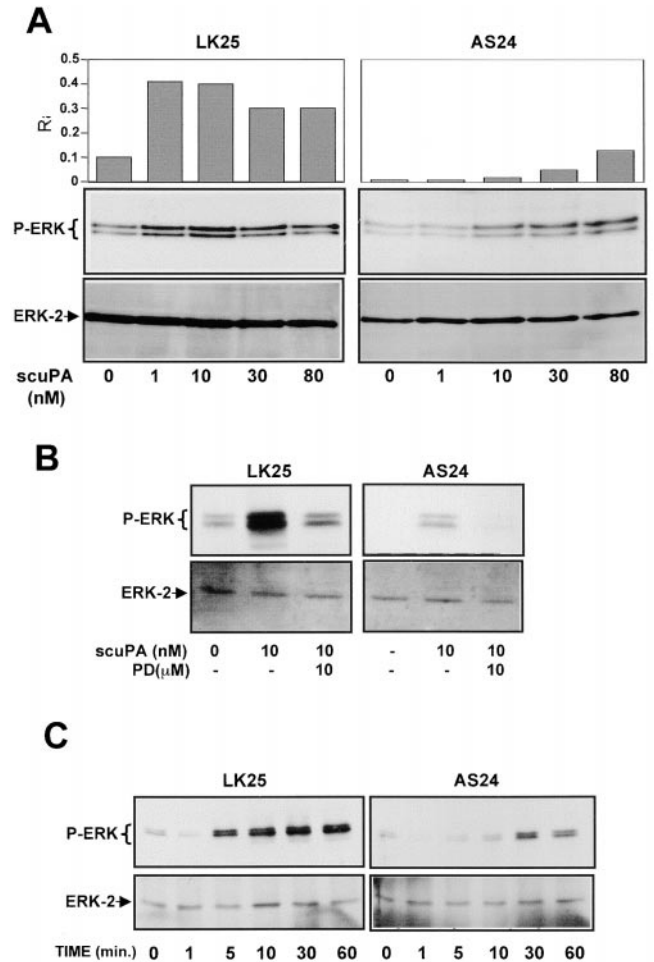 A
LK25 AS24
0.5
0.4
0.3
0.2
0.1
0
Ri
P-ERK {
ERK-2
scuPA 0 1 10 30 80 0 1 10 30 80
(nM)
B
LK25 AS24
P-ERK {
ERK-2
scuPA (nM) 0 10 10 - 10 10
PD(μM) - - 10 - - 10
C
LK25 AS24
P-ERK {
ERK-2
TIME (min.) 0 1 5 10 30 60 0 1 5 10 30 60